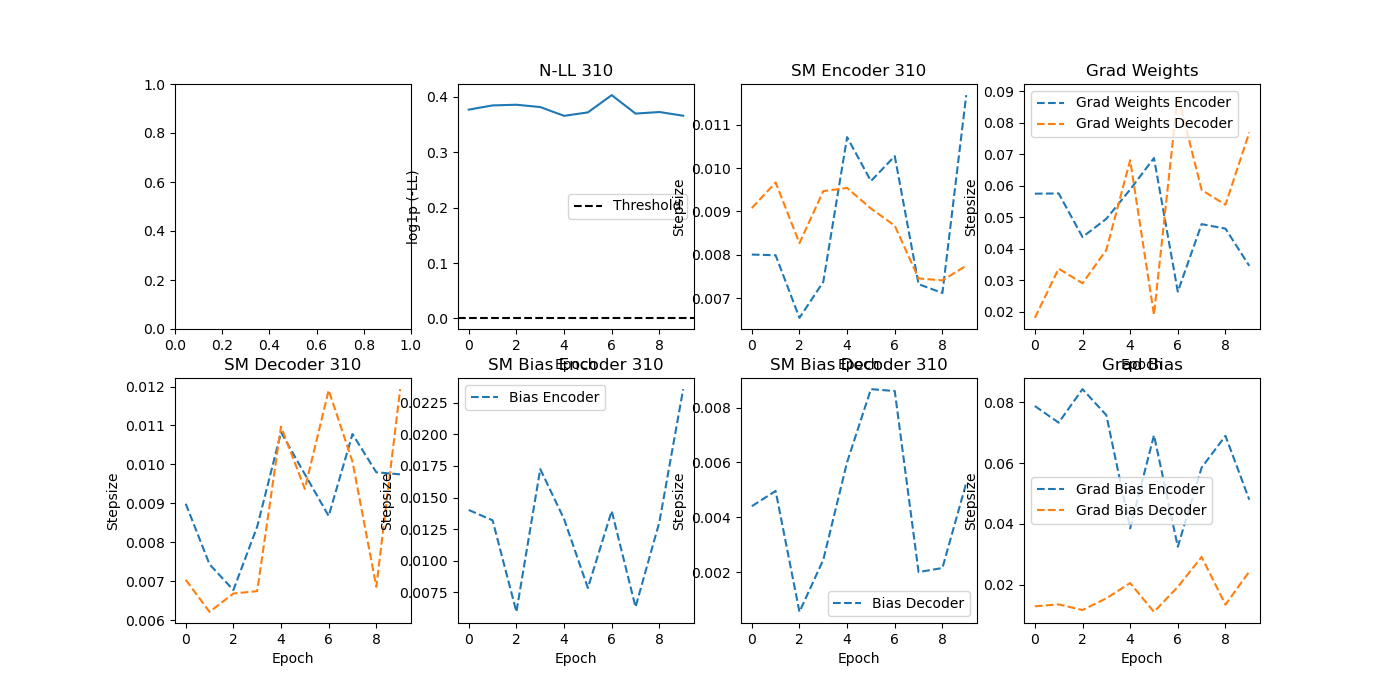 1.0
0.8
0.6
0.4
0.2
0.0
0.0 0.2 0.4 0.6 0.8 1.0
N-LL 310
log1p (-LL)
0.4
0.3
0.2
0.1
0.0
Threshold
0 2 4 6 8
Epoch
SM Encoder 310
Stepsize
0.011
0.010
0.009
0.008
0.007
0 2 4 6 8
Epoch
Grad Weights
Stepsize
0.09
0.07
0.06
0.05
0.04
0.03
0.02
Grad Weights Encoder
Grad Weights Decoder
0 2 4 6 8
Epoch
SM Decoder 310
Stepsize
0.012
0.011
0.010
0.009
0.008
0.007
0.006
0 2 4 6 8
Epoch
SM Bias Encoder 310
Stepsize
0.0225
0.0200
0.0175
0.0150
0.0125
0.0100
0.0075
Bias Encoder
0 2 4 6 8
Epoch
SM Bias Decoder 310
Stepsize
0.008
0.006
0.004
0.002
Bias Decoder
0 2 4 6 8
Epoch
Grad Bias
Stepsize
0.08
0.06
0.04
0.02
Grad Bias Encoder
Grad Bias Decoder
0 2 4 6 8
Epoch